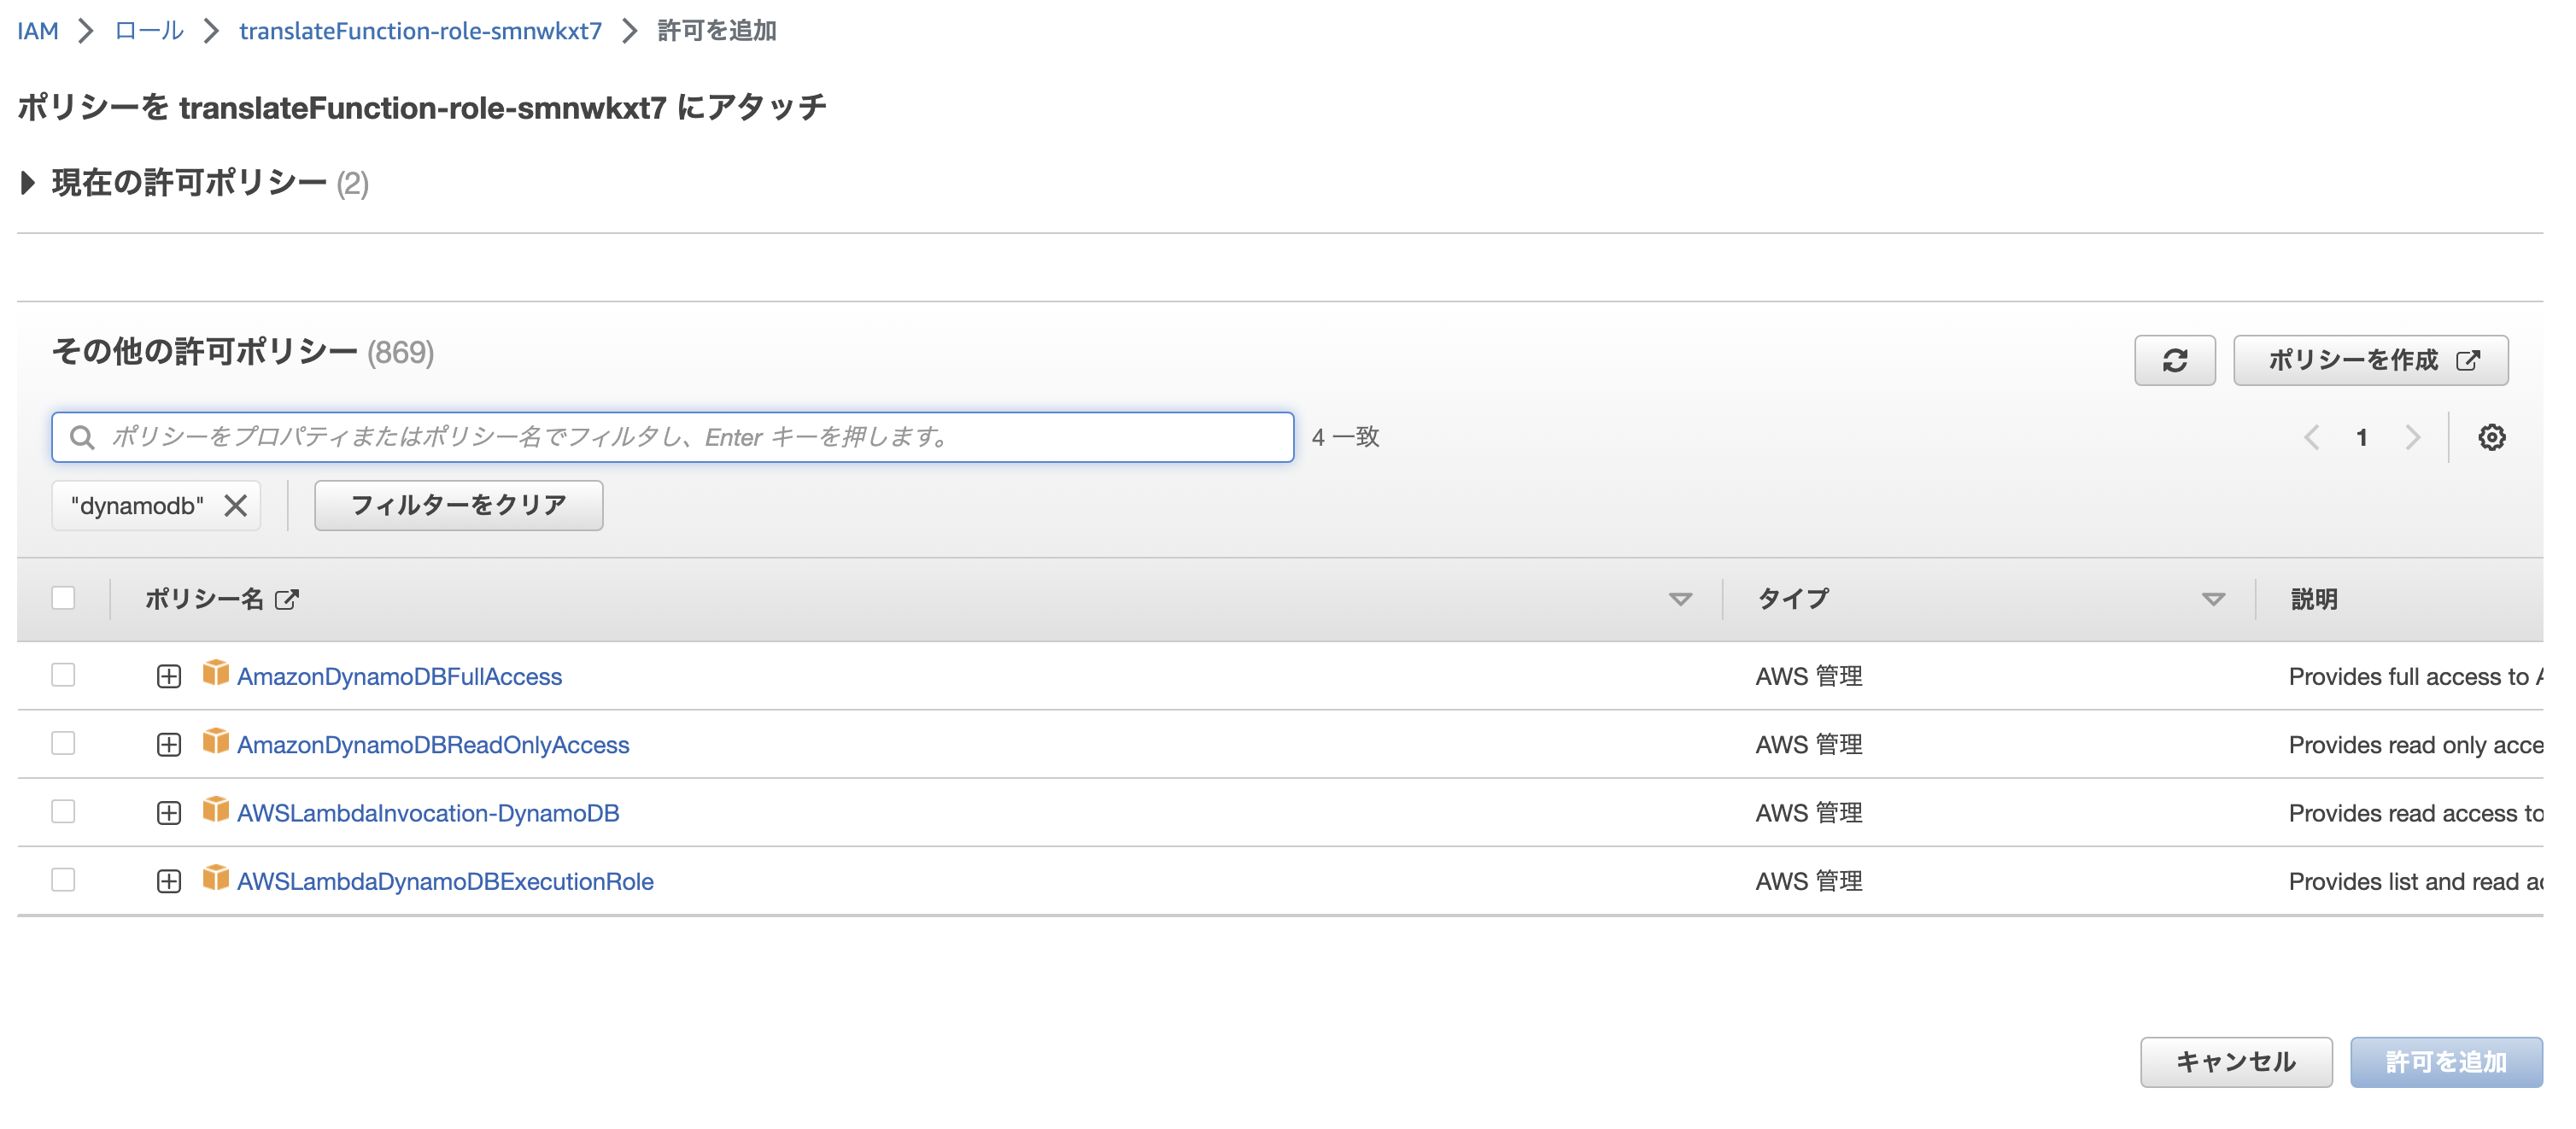 IAM > ロール > translateFunction-role-smnwkxt7 > 許可を追加
ポリシーを translateFunction-role-smnwkxt7 にアタッチ
現在の許可ポリシー (2)
その他の許可ポリシー (869)
ポリシーを作成
ポリシーをプロパティまたはポリシー名でフィルタし、Enter キーを押します。 4 一致 1
"dynamodb" フィルターをクリア
ポリシー名 タイプ 説明
AmazonDynamoDBFullAccess AWS 管理 Provides full access to
AmazonDynamoDBReadOnlyAccess AWS 管理 Provides read only acce
AWSLambdaInvocation-DynamoDB AWS 管理 Provides read access to
AWSLambdaDynamoDBExecutionRole AWS 管理 Provides list and read
キャンセル 許可を追加